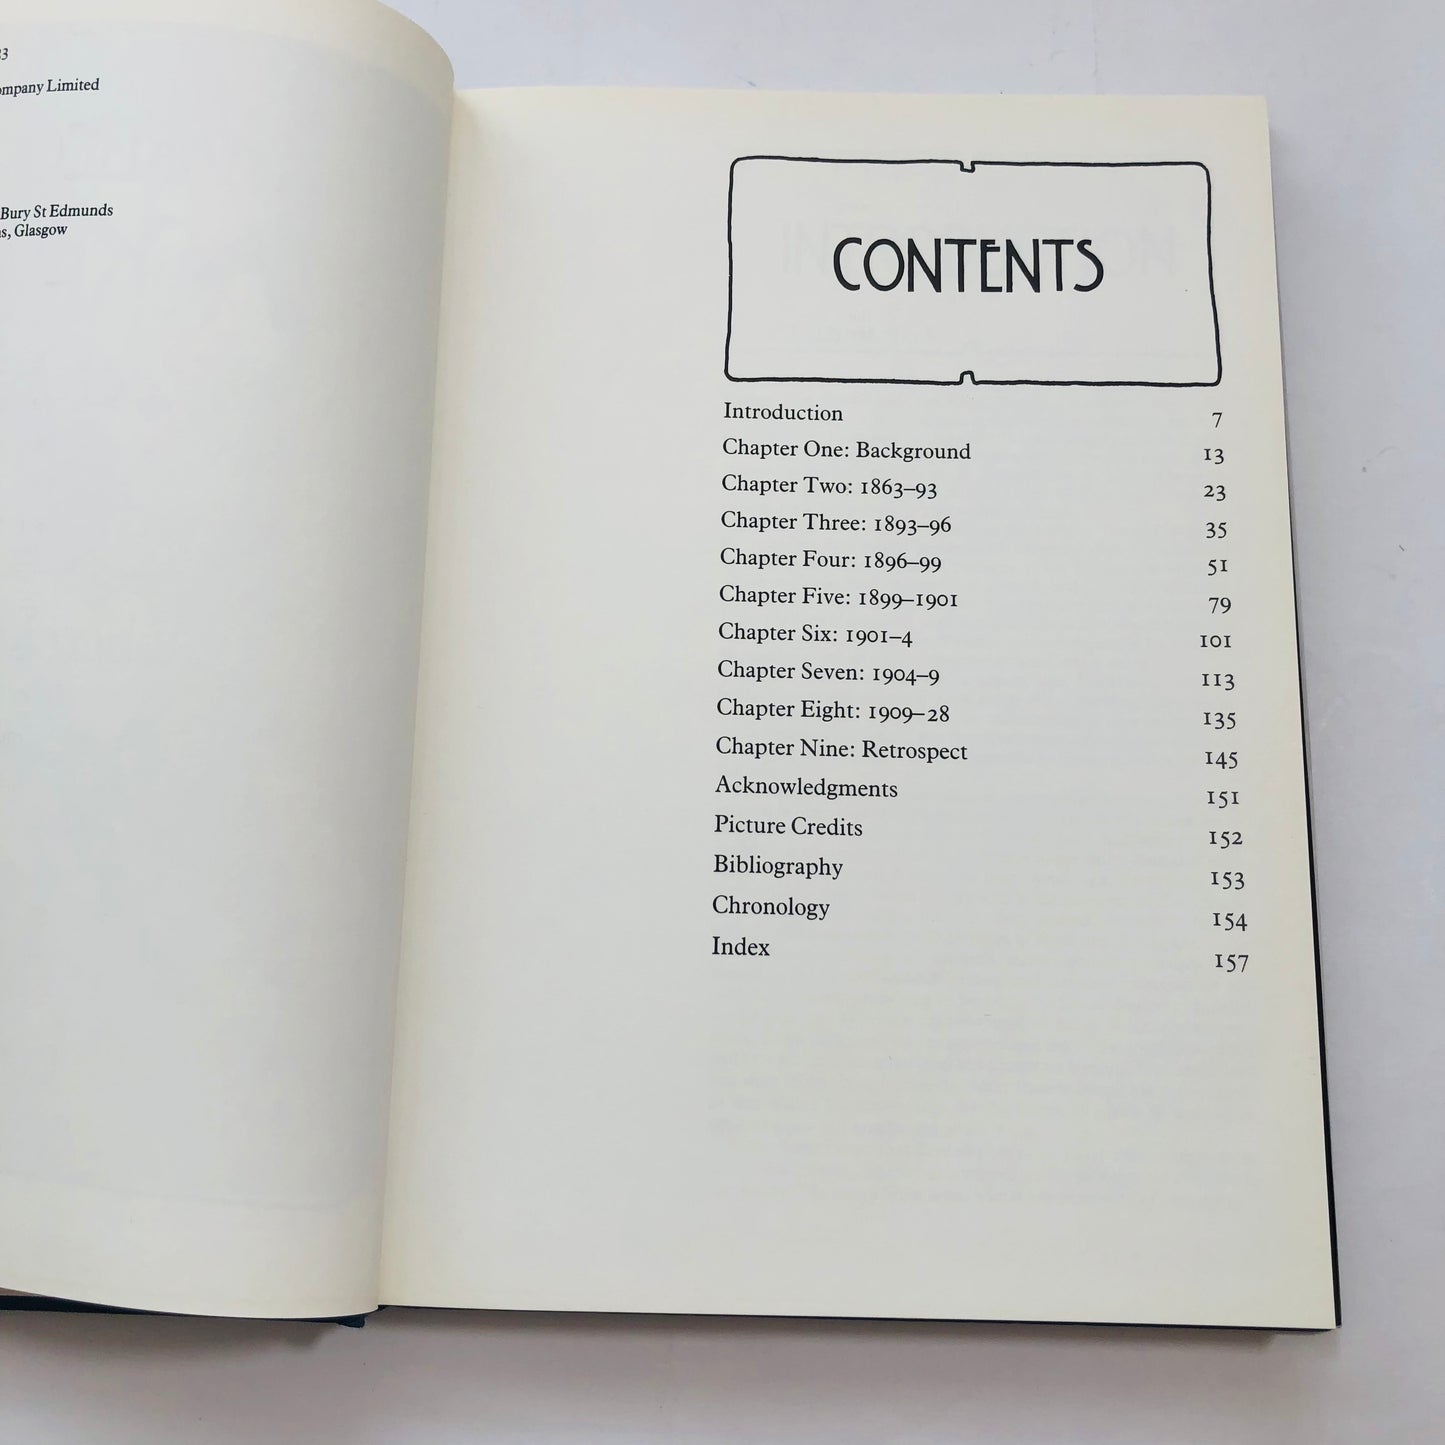 Company Limited
Bury St Edmunds
Glasgow
CONTENTS
Introduction 7
Chapter One: Background 13
Chapter Two: 1863–93 23
Chapter Three: 1893–96 35
Chapter Four: 1896–99 51
Chapter Five: 1899–1901 79
Chapter Six: 1901–4 101
Chapter Seven: 1904–9 113
Chapter Eight: 1909–28 135
Chapter Nine: Retrospect 145
Acknowledgments 151
Picture Credits 152
Bibliography 153
Chronology 154
Index 157